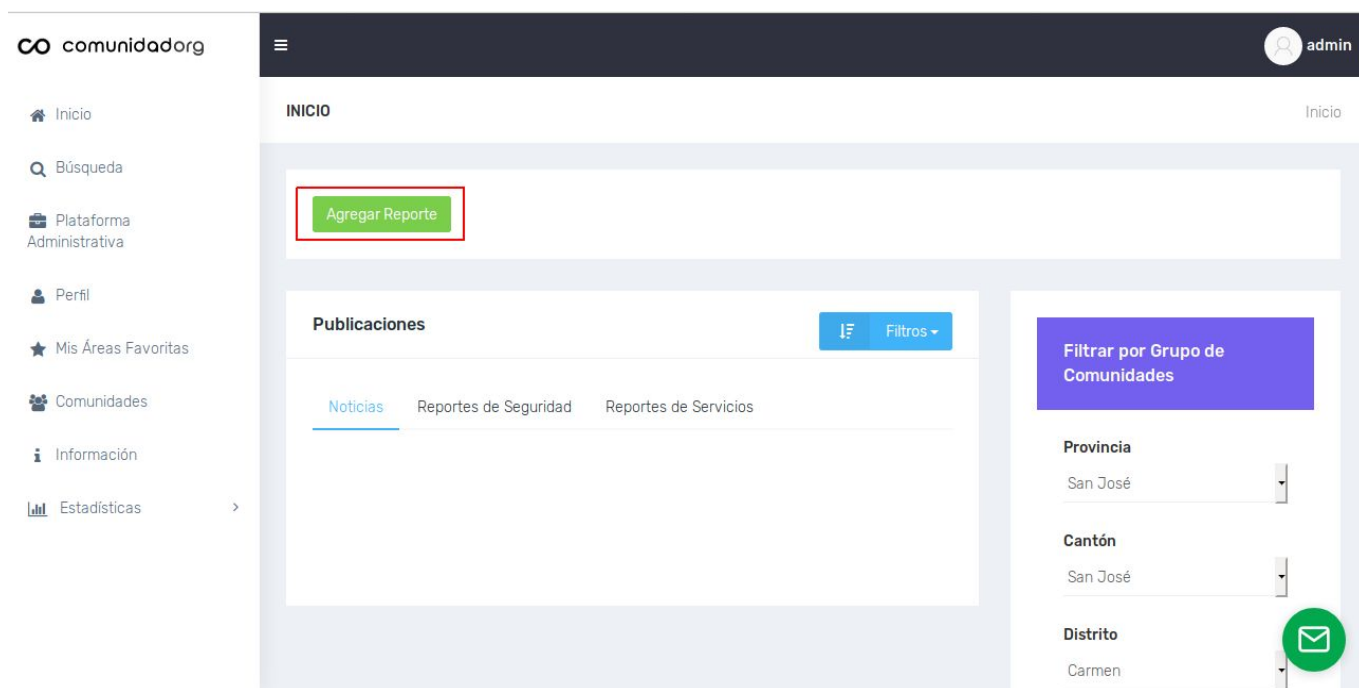 comunidadorg
admin
Inicio
Búsqueda
Plataforma
Administrativa
Perfil
Mis Áreas Favoritas
Comunidades
Información
Estadísticas
INICIO
Inicio
Agregar Reporte
Publicaciones
Filtros
Noticias
Reportes de Seguridad
Reportes de Servicios
Filtrar por Grupo de
Comunidades
Provincia
San José
Cantón
San José
Distrito
Carmen